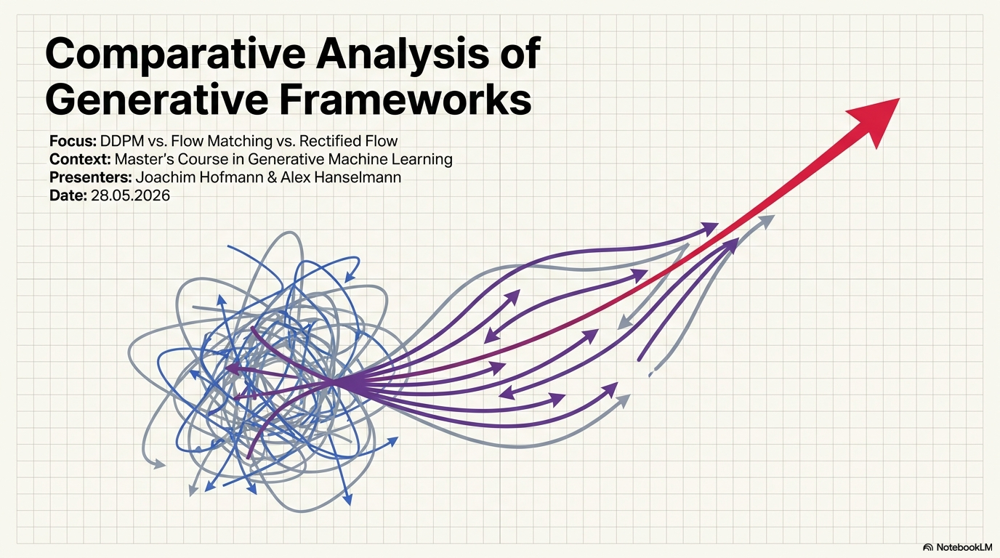 Comparative Analysis of
Generative Frameworks
Focus: DDPM vs. Flow Matching vs. Rectified Flow
Context: Master's Course in Generative Machine Learning
Presenters: Joachim Hofmann & Alex Hanselmann
Date: 28.05.2026
NotebookLM